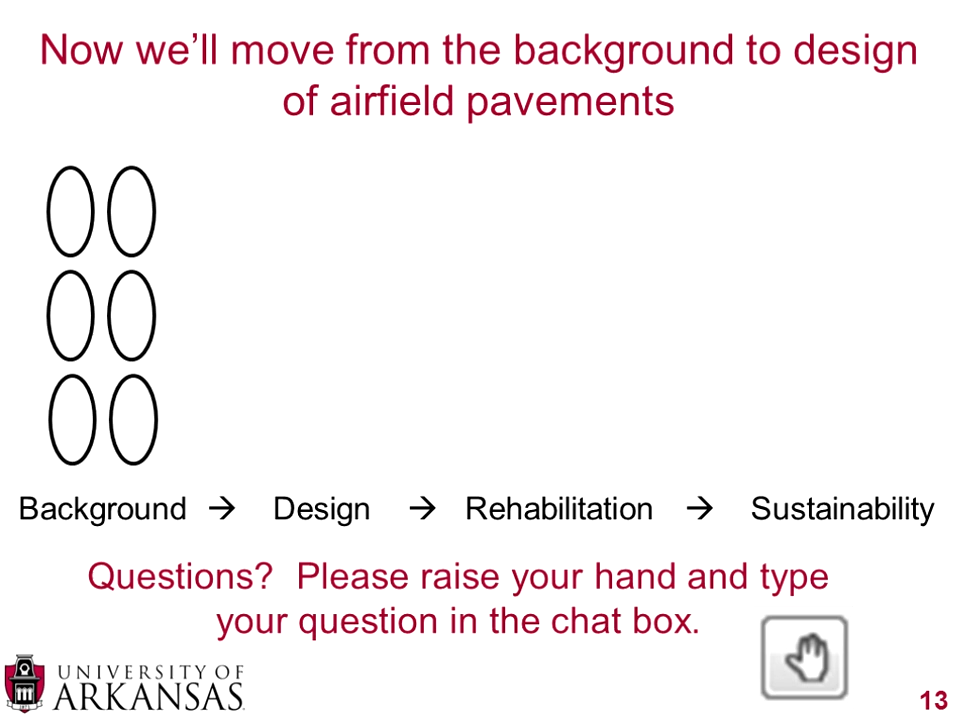 Now we’ll move from the background to design
of airfield pavements
Background → Design → Rehabilitation → Sustainability
Questions?  Please raise your hand and type
your question in the chat box.
UNIVERSITY OF
ARKANSAS
13